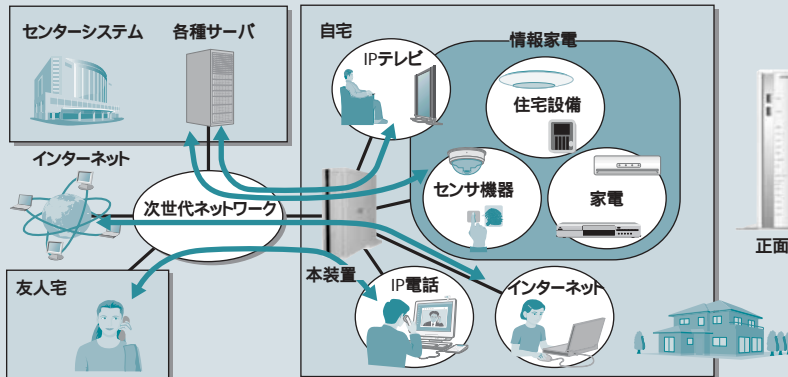 センターシステム
各種サーバ
自宅
情報家電
IPテレビ
住宅設備
インターネット
次世代ネットワーク
センサ機器
家電
正面
本装置
友人宅
IP電話
インターネット